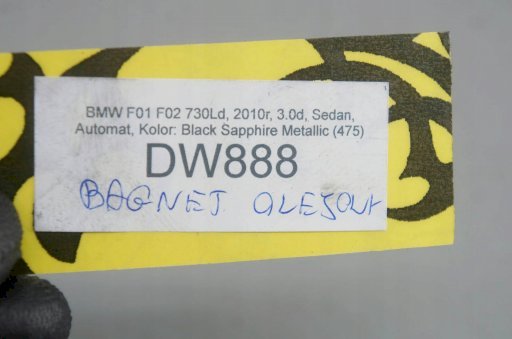 BMW F01 F02 730Ld, 2010r, 3.0d, Sedan,
Automat, Kolor: Black Sapphire Metallic (475)
DW888
BAGNET OLEJOWY